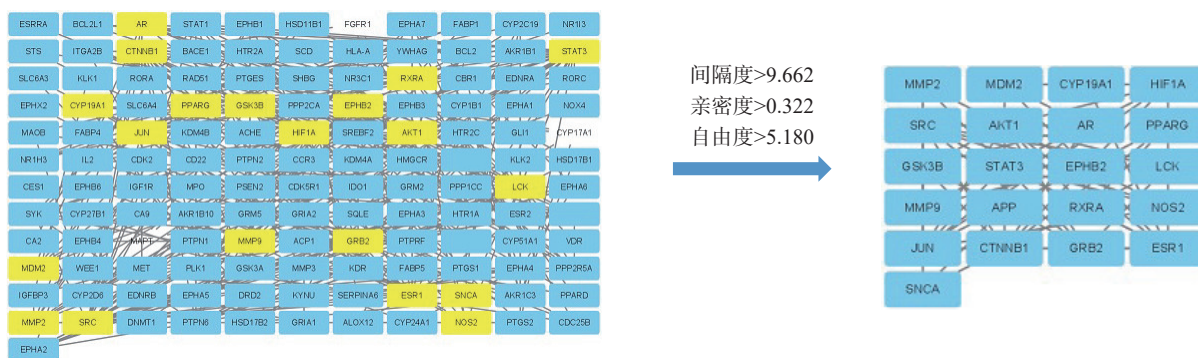 ESRRA BCL2L1 AR STAT1 EPHB1 HSD11B1 FGFR1 EPHA7 FABP1 CYP2C19 NR1I3
STS ITGA2B CTNNB1 BACE1 HTR2A SCD HLA-A YWHAG BCL2 AKR1B1 STAT3
SLC6A3 KLK1 RORA RAD51 PTGES SHBG NR3C1 RXRA CBR1 EDNRA RORC
EPHX2 CYP19A1 SLC6A4 PPARG GSK3B PPP2CA EPHB2 EPHB3 CYP1B1 EPHA1 NOX4
MAOB FABP4 JUN KDM4B ACHE HIF1A SREBF2 AKT1 HTR2C GLI1 CYP17A1
NR1H3 IL2 CDK2 CD22 PTPN2 CCR3 KDM4A HMGCR KLK2 HSD17B1
CES1 EPHB6 IGF1R MPO PSEN2 CDK5R1 IDO1 GRM2 PPP1CC LCK EPHA6
SYK CYP27B1 CA9 AKR1B10 GRM5 GRIA2 SQLE EPHA3 HTR1A ESR2
CA2 EPHB4 MAPT PTPN1 MMP9 ACP1 GRB2 PTPRF CYP51A1 VDR
MDM2 WEE1 MET PLK1 GSK3A MMP3 KDR FABP5 PTGS1 EPHA4 PPP2R5A
IGFBP3 CYP2D6 EDNRB EPHA5 DRD2 KYNU SERPINA6 ESR1 SNCA AKR1C3 PPARD
MMP2 SRC DNMT1 PTPN6 HSD17B2 GRIA1 ALOX12 CYP24A1 NOS2 PTGS2 CDC25B
EPHA2
间隔度>9.662
亲密度>0.322
自由度>5.180
MMP2 MDM2 CYP19A1 HIF1A
SRC AKT1 AR PPARG
GSK3B STAT3 EPHB2 LCK
MMP9 APP RXRA NOS2
JUN CTNNB1 GRB2 ESR1
SNCA